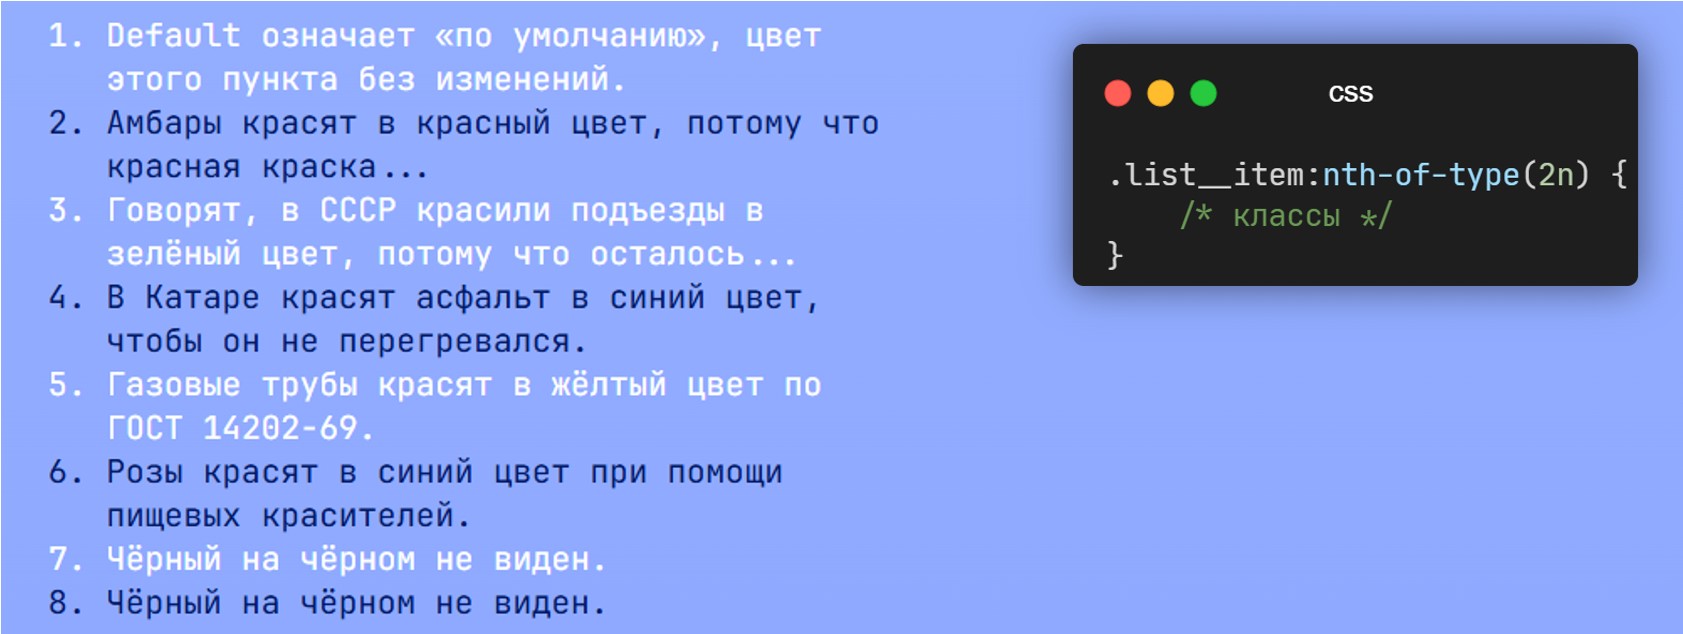 1. Default означает «по умолчанию», цвет
этого пункта без изменений.
2. Амбары красят в красный цвет, потому что
красная краска...
3. Говорят, в СССР красили подъезды в
зелёный цвет, потому что осталось...
4. В Катаре красят асфальт в синий цвет,
чтобы он не перегревался.
5. Газовые трубы красят в жёлтый цвет по
ГОСТ 14202-69.
6. Розы красят в синий цвет при помощи
пищевых красителей.
7. Чёрный на чёрном не виден.
8. Чёрный на чёрном не виден.
css
.list__item:nth-of-type(2n) {
/* классы */
}